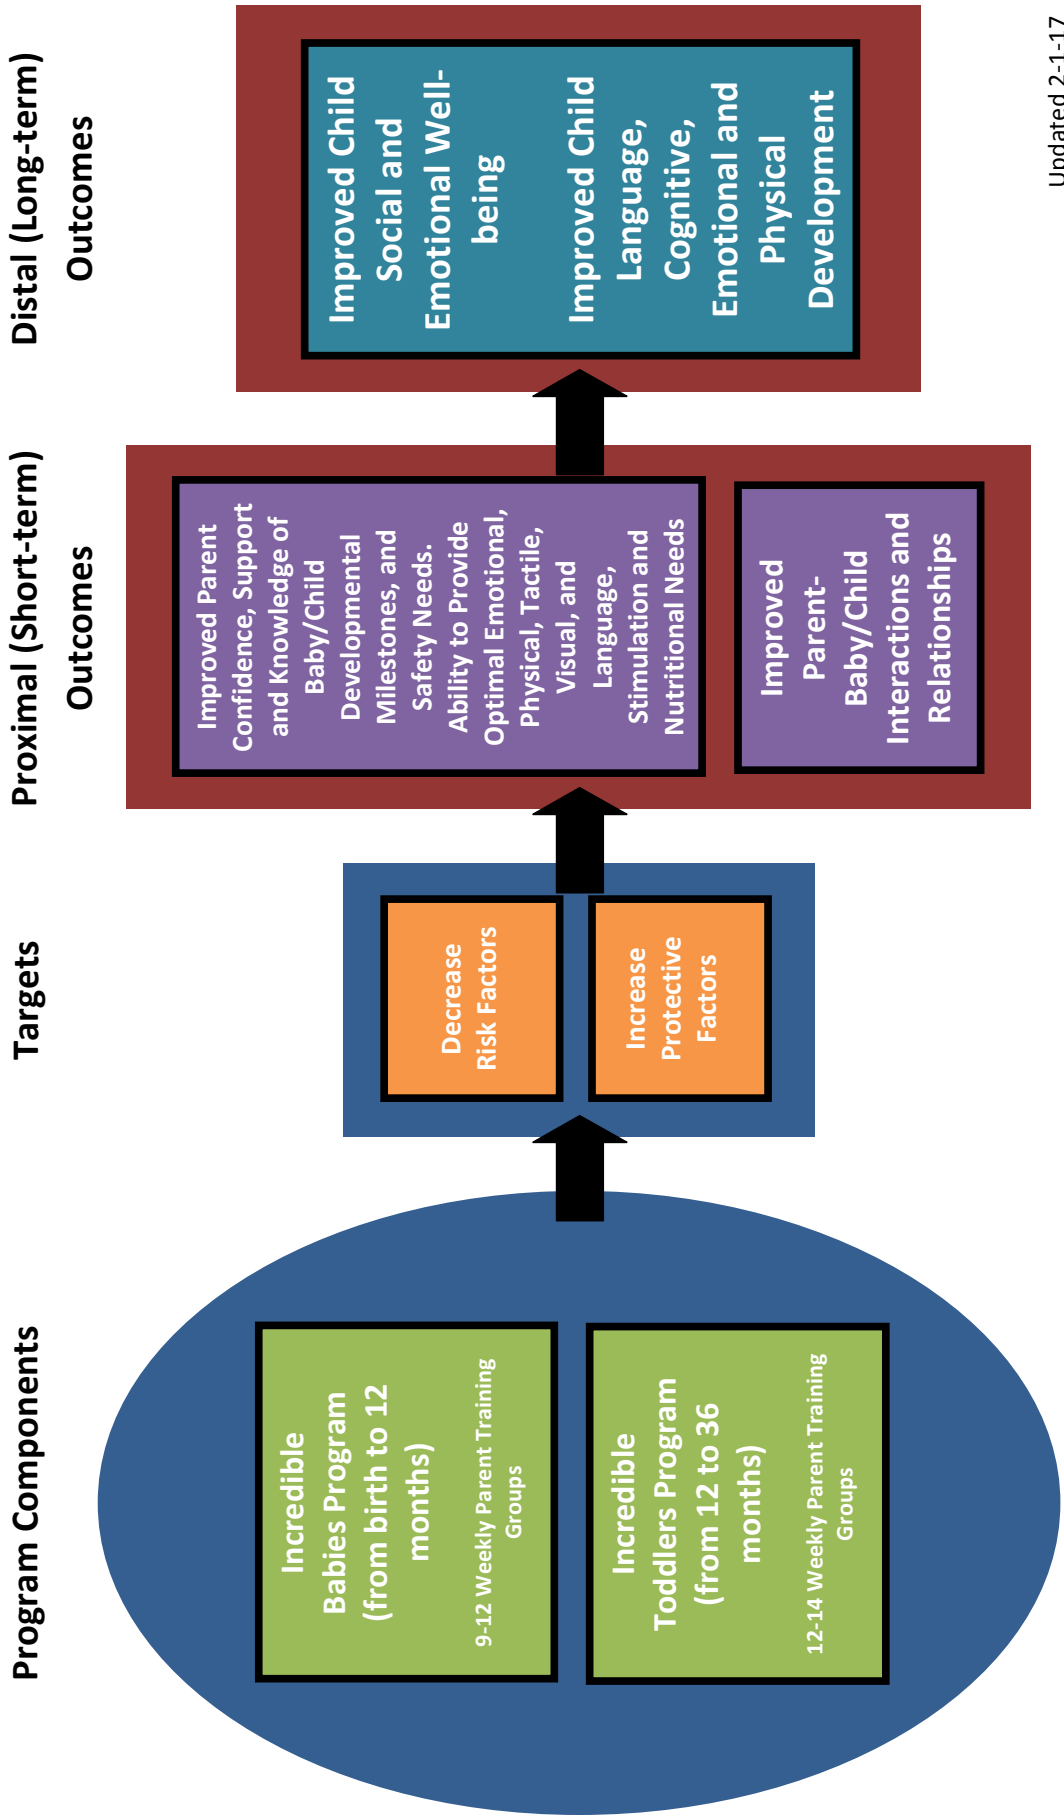 Program Components
Incredible
Babies Program
(from birth to 12
months)
9-12 Weekly Parent Training
Groups
Incredible
Toddlers Program
(from 12 to 36
months)
12-14 Weekly Parent Training
Groups
Targets
Decrease
Risk Factors
Increase
Protective
Factors
Proximal (Short-term)
Outcomes
Improved Parent
Confidence, Support
and Knowledge of
Baby/Child
Developmental
Milestones, and
Safety Needs.
Ability to Provide
Optimal Emotional,
Physical, Tactile,
Visual, and
Language,
Stimulation and
Nutritional Needs
Improved
Parent-
Baby/Child
Interactions and
Relationships
Distal (Long-term)
Outcomes
Improved Child
Social and
Emotional Well-
being
Improved Child
Language,
Cognitive,
Emotional and
Physical
Development
Updated 2-1-17